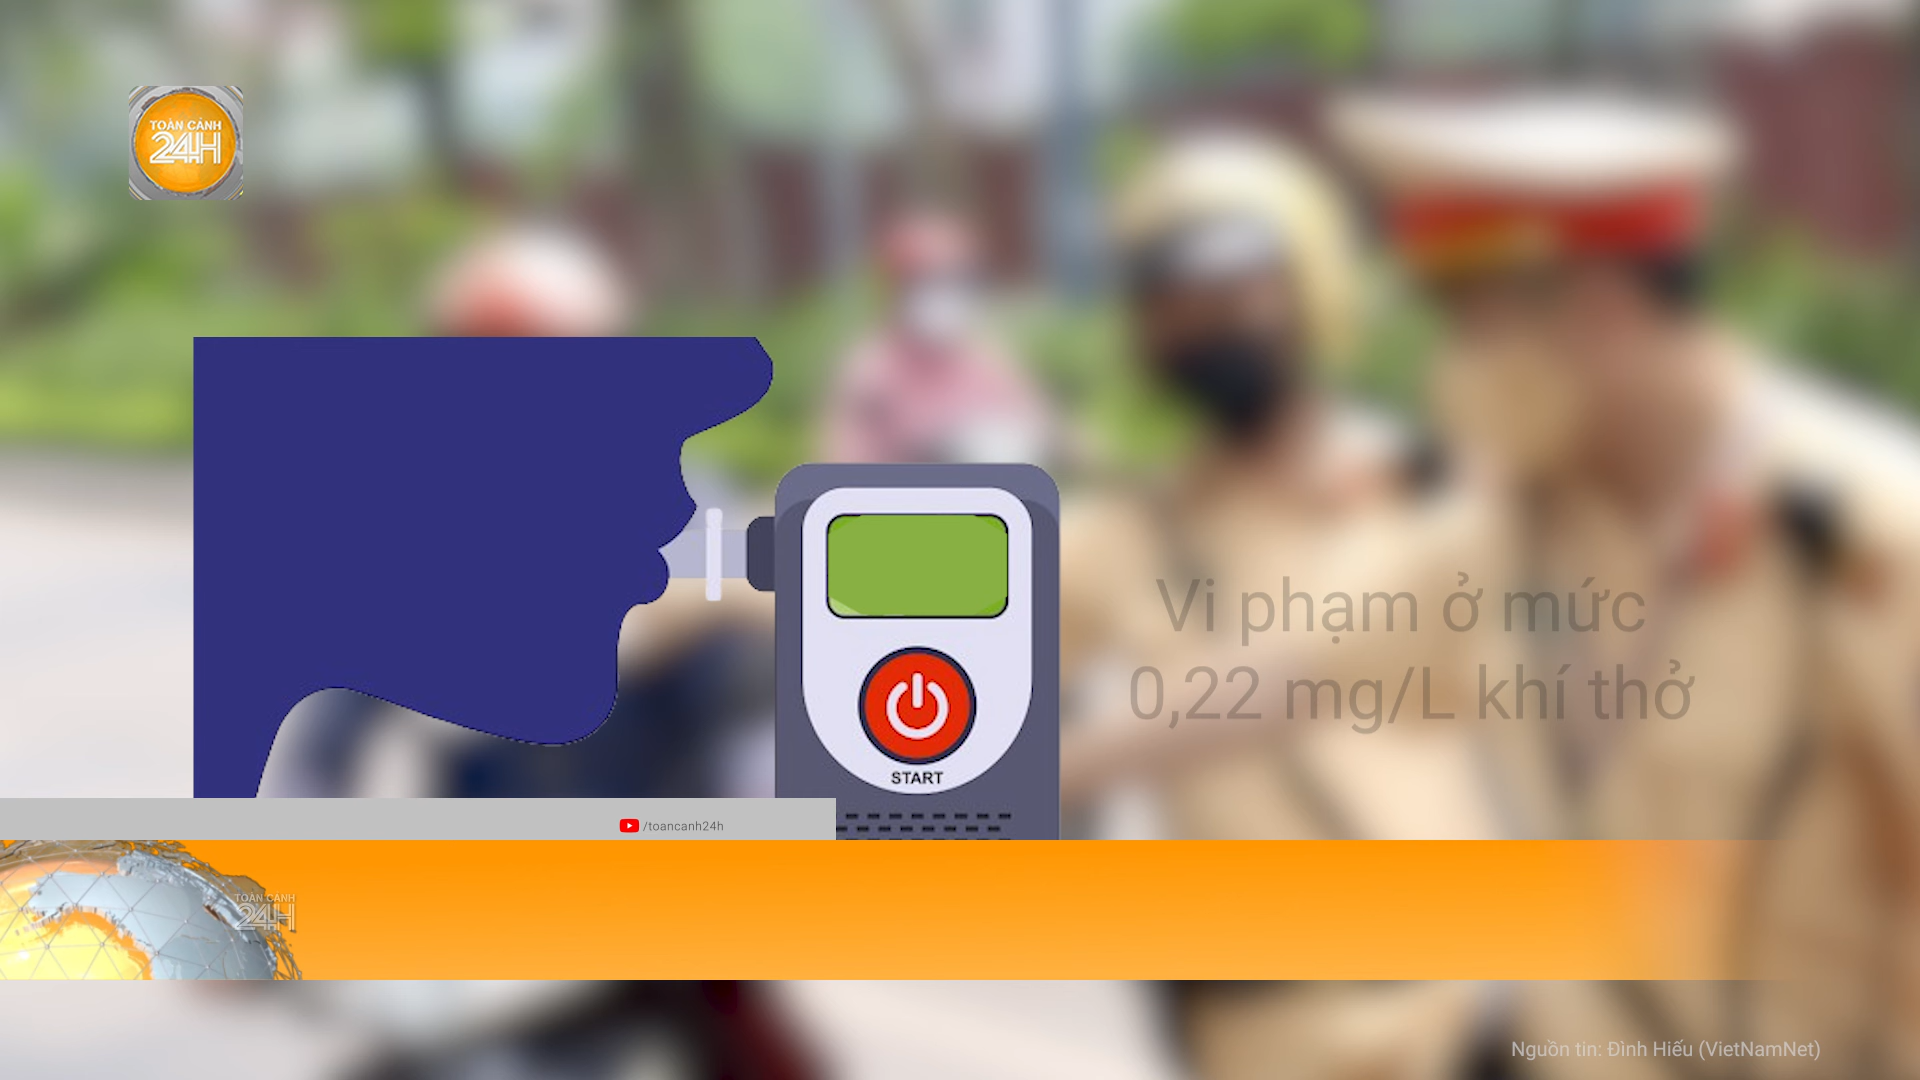 TOÀN CẢNH
24H
Vi phạm ở mức
0,22 mg/L khí thở
START
/toancanh24h
TOÀN CẢNH
24H
Nguồn tin: Đình Hiếu (VietNamNet)